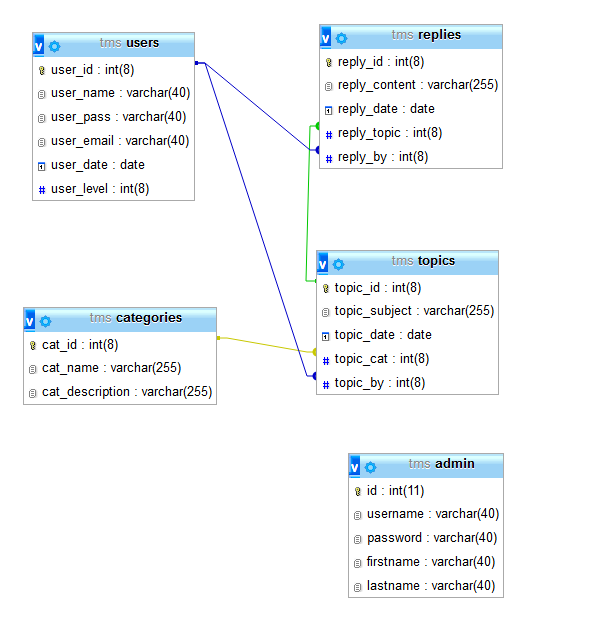 v tms users
user_id : int(8)
user_name : varchar(40)
user_pass : varchar(40)
user_email : varchar(40)
user_date : date
# user_level : int(8)
v tms replies
reply_id : int(8)
reply_content : varchar(255)
reply_date : date
# reply_topic : int(8)
# reply_by : int(8)
v tms topics
topic_id : int(8)
topic_subject : varchar(255)
topic_date : date
# topic_cat : int(8)
# topic_by : int(8)
v tms categories
cat_id : int(8)
cat_name : varchar(255)
cat_description : varchar(255)
v tms admin
id : int(11)
username : varchar(40)
password : varchar(40)
firstname : varchar(40)
lastname : varchar(40)